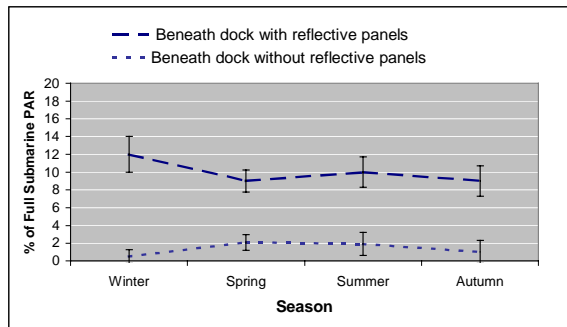 Beneath dock with reflective panels
Beneath dock without reflective panels
% of Full Submarine PAR
20
18
16
14
12
10
8
6
4
2
0
Winter Spring Summer Autumn
Season